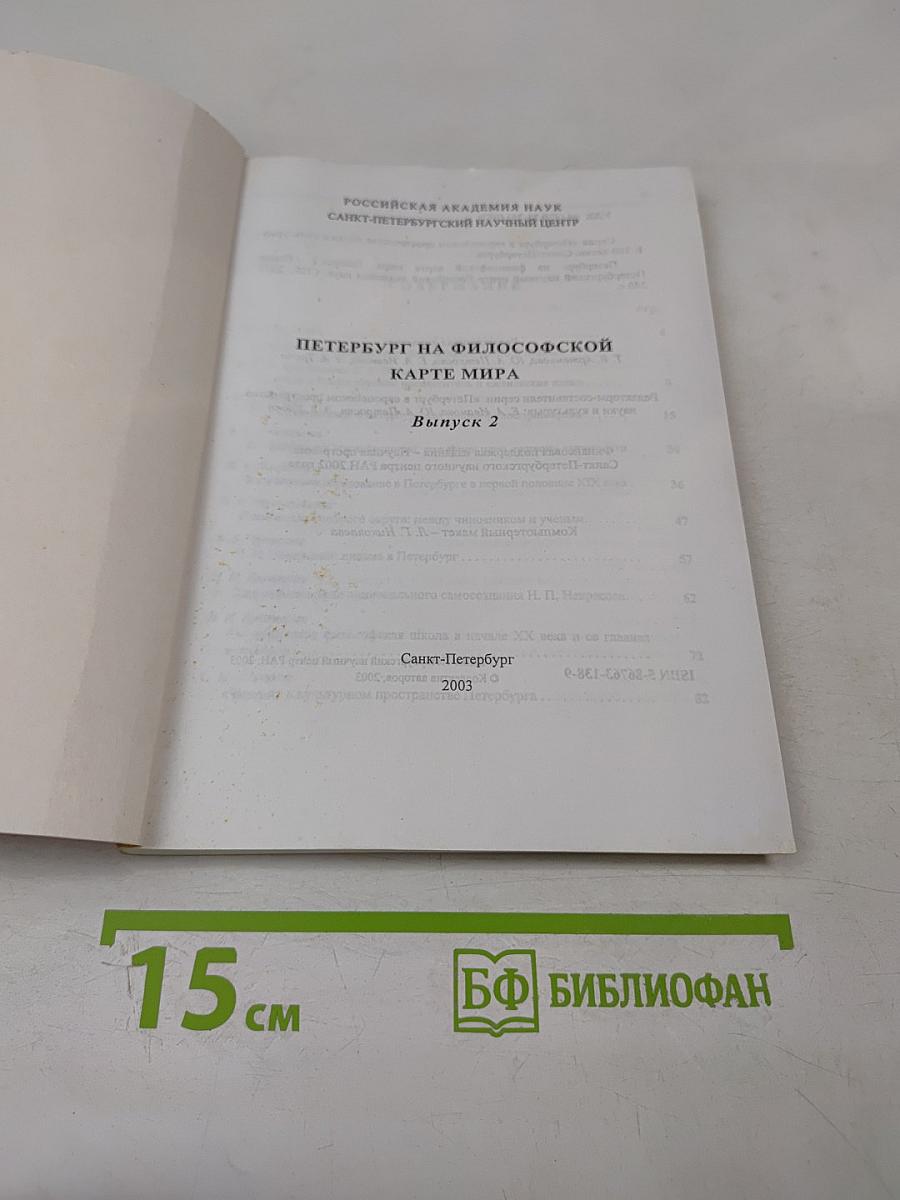 РОССИЙСКАЯ АКАДЕМИЯ НАУК
САНКТ-ПЕТЕРБУРГСКИЙ НАУЧНЫЙ ЦЕНТР
ПЕТЕРБУРГ НА ФИЛОСОФСКОЙ
КАРТЕ МИРА
Выпуск 2
Санкт-Петербург
2003
15 см
БФ БИБЛИОФАН